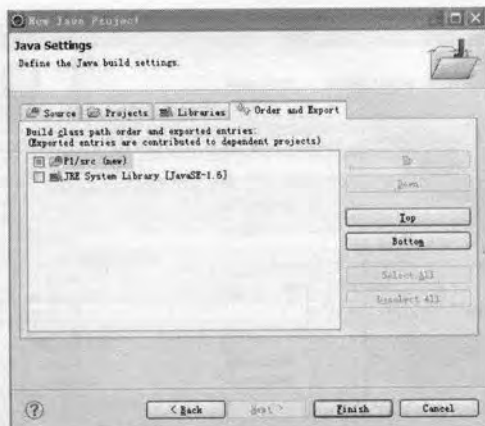 New Java Project
Java Settings
Define the Java build settings.
Source Projects Libraries Order and Export
Build class path order and exported entries:
(Exported entries are contributed to dependent projects)
P1/src (new)
JRE System Library [JavaSE-1.6]
Up
Down
Top
Bottom
Select All
Deselect All
? < Back Next > Finish Cancel